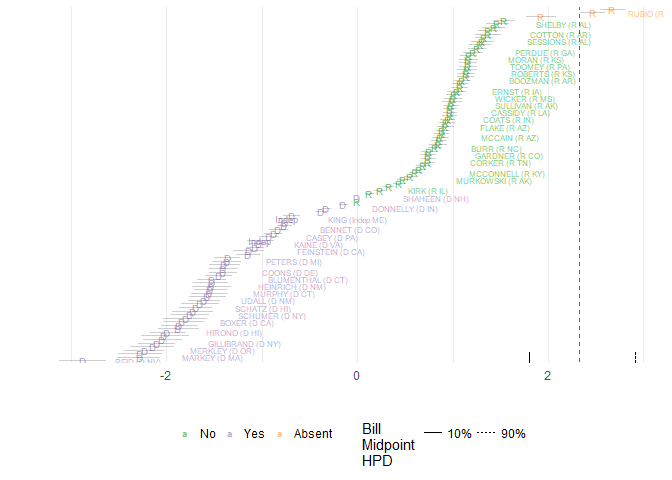 RUBIO (R
SHELBY (R AL)
COTTON (R AR)
SESSIONS (R AL)
PERDUE (R GA)
MORAN (R KS)
TOOMEY (R PA)
ROBERTS (R KS)
BOOZMAN (R AR)
ERNST (R IA)
WICKER (R MS)
SULLIVAN (R AK)
CASSIDY (R LA)
COATS (R IN)
FLAKE (R AZ)
MCCAIN (R AZ)
BURR (R NC)
GARDNER (R CO)
CORKER (R TN)
MCCONNELL (R KY)
MURKOWSKI (R AK)
KIRK (R IL)
SHAHEEN (D NH)
DONNELLY (D IN)
Indep
KING (Indep ME)
BENNET (D CO)
CASEY (D PA)
Indep
KAINE (D VA)
FEINSTEIN (D CA)
PETERS (D MI)
COONS (D DE)
BLUMENTHAL (D CT)
HEINRICH (D NM)
MURPHY (D CT)
UDALL (D NM)
SCHATZ (D HI)
SCHUMER (D NY)
BOXER (D CA)
HIRONO (D HI)
GILLIBRAND (D NY)
MERKLEY (D OR)
MARKEY (D MA)
REID (D NV)
-2 0 2
a No a Yes a Absent
Bill
Midpoint
HPD
10% 90%